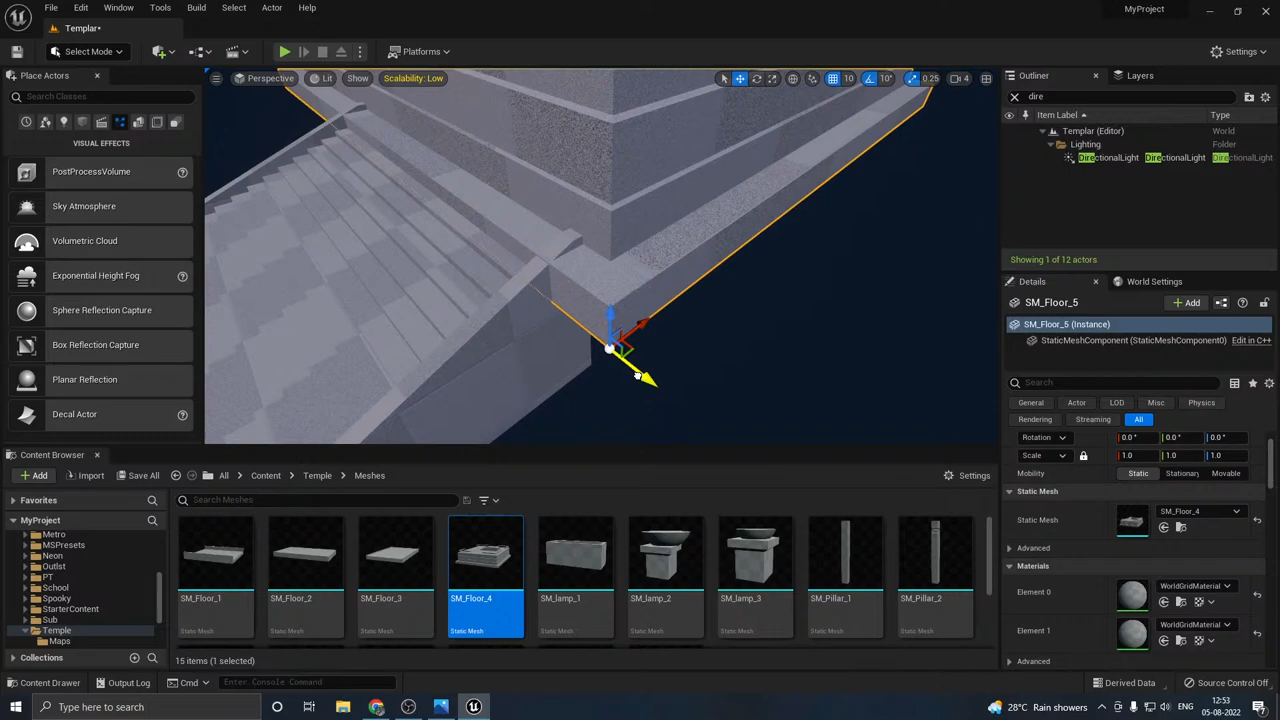 File Edit Window Tools Build Select Actor Help
MyProject
Templar•
Select Mode
Platforms
Settings
Place Actors
Search Classes
VISUAL EFFECTS
PostProcessVolume
Sky Atmosphere
Volumetric Cloud
Exponential Height Fog
Sphere Reflection Capture
Box Reflection Capture
Planar Reflection
Decal Actor
Perspective Lit Show Scalability: Low
10 10° 0.25 4
Outliner
Layers
dire
Item Label Type
Templar (Editor) World
Lighting Folder
DirectionalLight DirectionalLight DirectionalLight
Showing 1 of 12 actors
Details
World Settings
SM_Floor_5
Add
SM_Floor_5 (Instance)
StaticMeshComponent (StaticMeshComponent0) Edit in C++
Search
General Actor LOD Misc Physics
Rendering Streaming All
Rotation 0.0 ° 0.0 ° 0.0 °
Scale 1.0 1.0 1.0
Mobility Static Stationary Movable
Static Mesh
Static Mesh SM_Floor_4
Advanced
Materials
Element 0 WorldGridMaterial
Element 1 WorldGridMaterial
Advanced
Content Browser
Add Import Save All All Content Temple Meshes
Settings
Favorites
MyProject
Metro
MSPresets
Neon
Outlst
PT
School
Spooky
StarterContent
Sub
Temple
Maps
Collections
Search Meshes
SM_Floor_1 SM_Floor_2 SM_Floor_3 SM_Floor_4 SM_lamp_1 SM_lamp_2 SM_lamp_3 SM_Pillar_1 SM_Pillar_2
Static Mesh Static Mesh Static Mesh Static Mesh Static Mesh Static Mesh Static Mesh Static Mesh Static Mesh
15 items (1 selected)
Content Drawer Output Log Cmd Enter Console Command
Derived Data Source Control Off
Type here to search
28°C Rain showers
ENG
12:53
05-08-2022